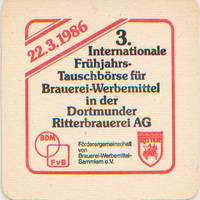 22.3.1986
3.
Internationale
Frühjahrs-
Tauschbörse für
Brauerei-Werbemittel
in der
Dortmunder
Ritterbrauerei AG
BDM
FvB
Fördergemeinschaft
von
Brauerei-Werbemittel-
Sammlern e.V.
RITTER